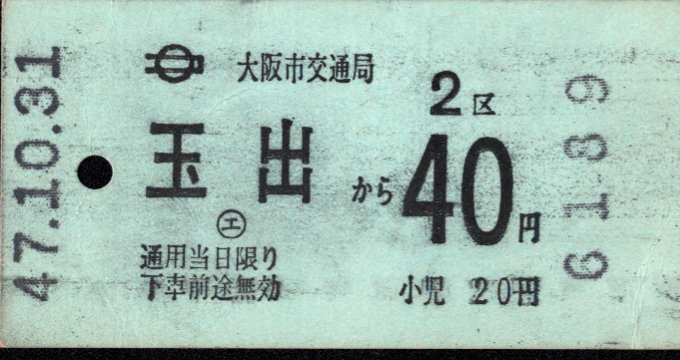 47.10.31
大阪市交通局
2区
玉出から40円
㋓
通用当日限り
下車前途無効
小児 20円
6189